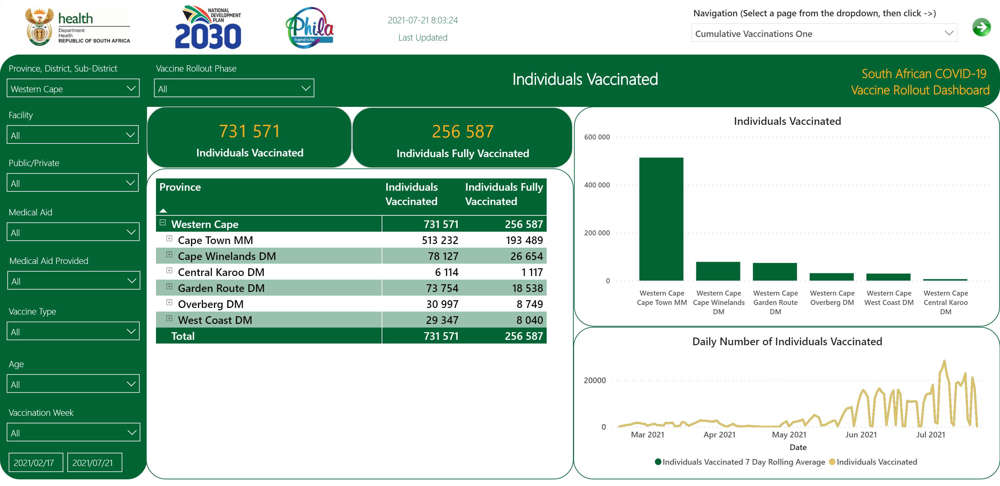 health
Department:
Health
REPUBLIC OF SOUTH AFRICA
NATIONAL
DEVELOPMENT
PLAN
2030
Phila
Inspired to live
2021-07-21 8:03:24
Last Updated
Navigation (Select a page from the dropdown, then click ->)
Cumulative Vaccinations One
Province, District, Sub-District
Western Cape
Vaccine Rollout Phase
All
Individuals Vaccinated
South African COVID-19
Vaccine Rollout Dashboard
Facility
All
Public/Private
All
Medical Aid
All
Medical Aid Provided
All
Vaccine Type
All
Age
All
Vaccination Week
All
2021/02/17 2021/07/21
731 571
Individuals Vaccinated
256 587
Individuals Fully Vaccinated
Province Individuals Vaccinated Individuals Fully Vaccinated
Western Cape 731 571 256 587
Cape Town MM 513 232 193 489
Cape Winelands DM 78 127 26 654
Central Karoo DM 6 114 1 117
Garden Route DM 73 754 18 538
Overberg DM 30 997 8 749
West Coast DM 29 347 8 040
Total 731 571 256 587
Individuals Vaccinated
600 000
400 000
200 000
0
Western Cape Cape Town MM
Western Cape Cape Winelands DM
Western Cape Garden Route DM
Western Cape Overberg DM
Western Cape West Coast DM
Western Cape Central Karoo DM
Daily Number of Individuals Vaccinated
20000
0
Mar 2021 Apr 2021 May 2021 Jun 2021 Jul 2021
Date
Individuals Vaccinated 7 Day Rolling Average Individuals Vaccinated